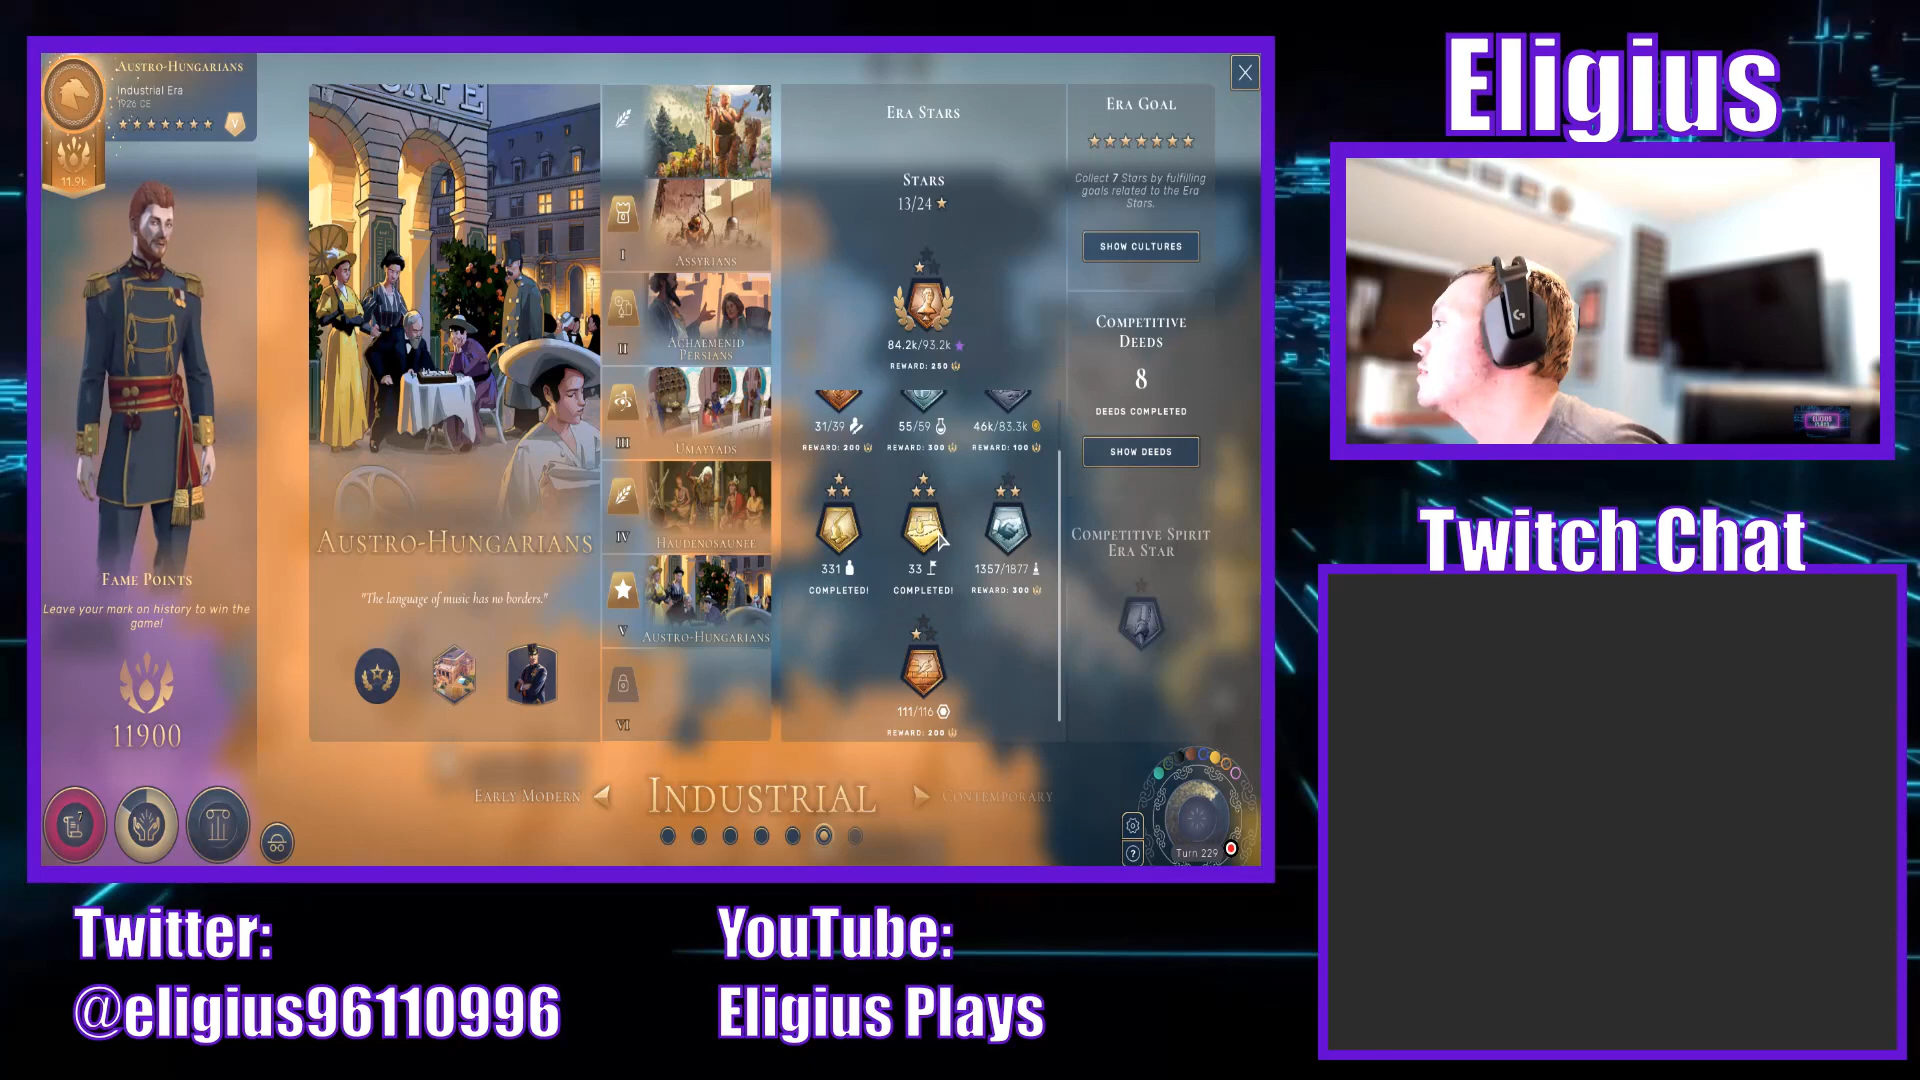 Eligius
AUSTRO-HUNGARIANS
Industrial Era
1926 CE
V
11.9k
FAME POINTS
Leave your mark on history to win the
game!
11900
7
CAFE
AUSTRO-HUNGARIANS
"The language of music has no borders."
I
ASSYRIANS
II
ACHAEMENID
PERSIANS
III
UMAYYADS
IV
HAUDENOSAUNEE
V
AUSTRO-HUNGARIANS
VI
ERA STARS
STARS
13/24
84.2k/93.2k
REWARD: 250
31/39
55/59
46k/83.3k
REWARD: 200
REWARD: 300
REWARD: 100
331
33
1357/1877
COMPLETED!
COMPLETED!
REWARD: 300
111/116
REWARD: 200
ERA GOAL
Collect 7 Stars by fulfilling
goals related to the Era
Stars.
SHOW CULTURES
COMPETITIVE
DEEDS
8
DEEDS COMPLETED
SHOW DEEDS
COMPETITIVE SPIRIT
ERA STAR
EARLY MODERN
INDUSTRIAL
CONTEMPORARY
?
Turn 229
Twitch Chat
Twitter:
@eligius96110996
YouTube:
Eligius Plays